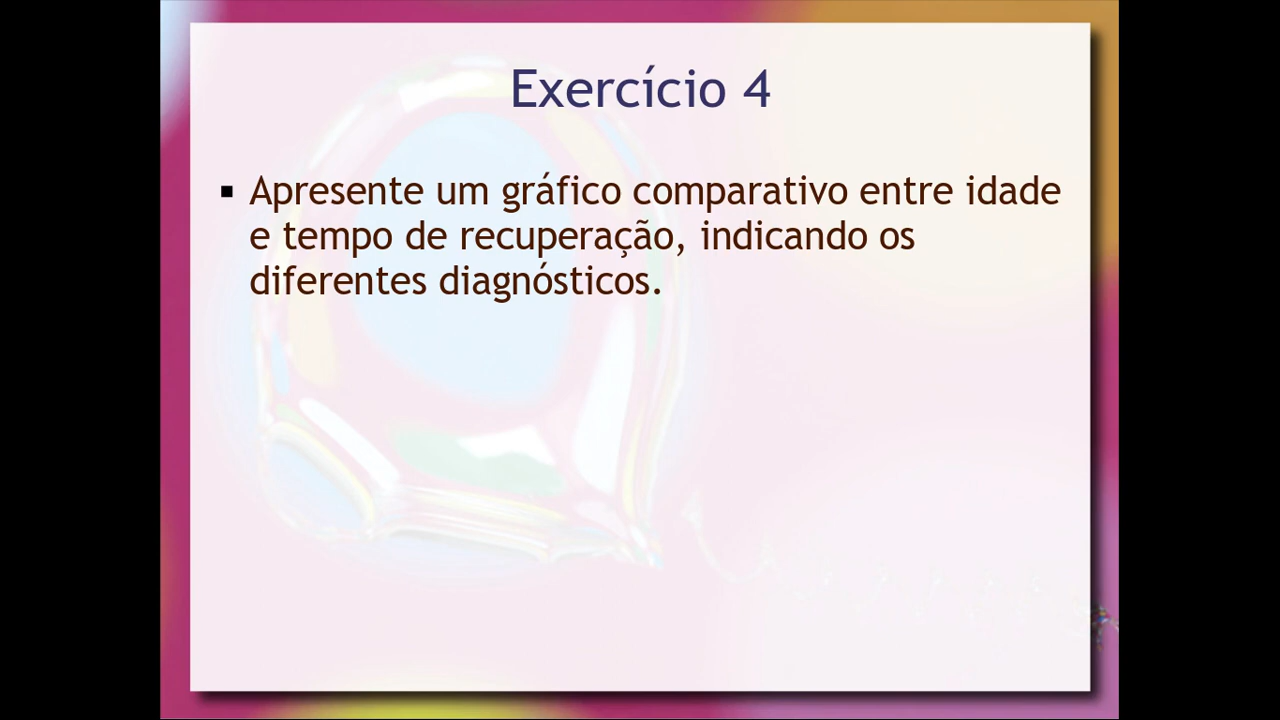 Exercício 4
▪ Apresente um gráfico comparativo entre idade
e tempo de recuperação, indicando os
diferentes diagnósticos.